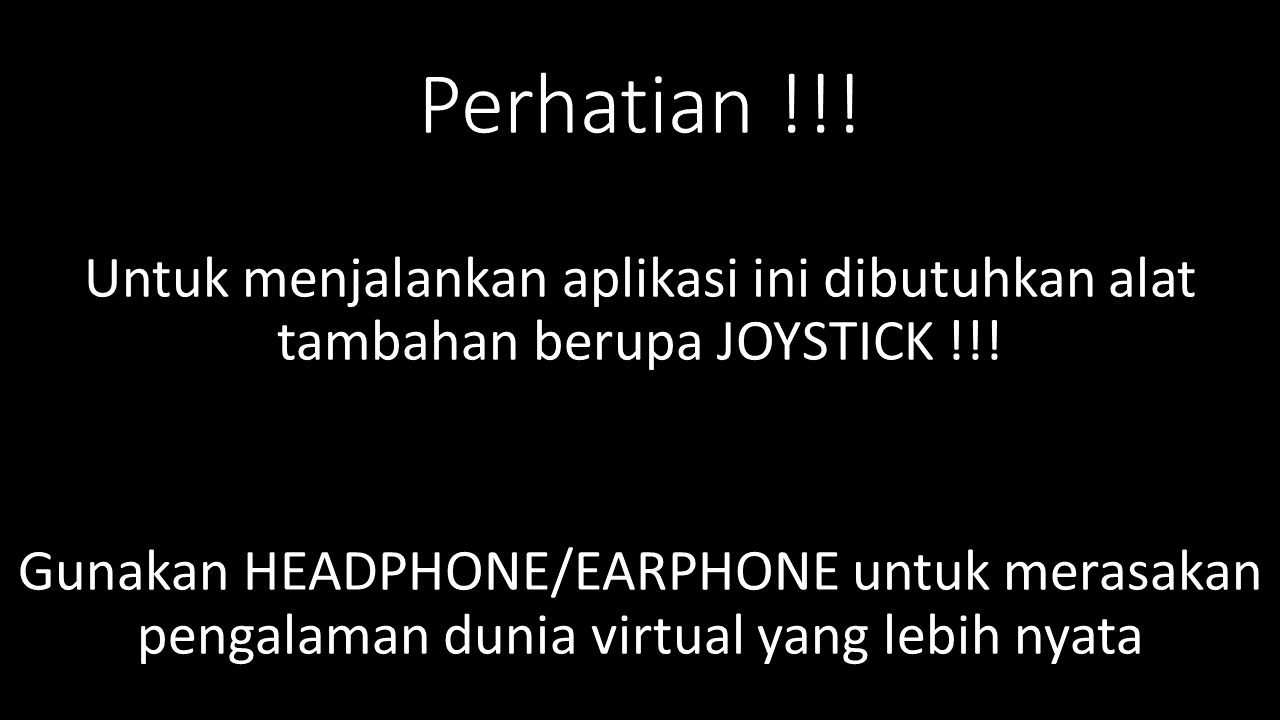 Perhatian !!!
Untuk menjalankan aplikasi ini dibutuhkan alat
tambahan berupa JOYSTICK !!!
Gunakan HEADPHONE/EARPHONE untuk merasakan
pengalaman dunia virtual yang lebih nyata